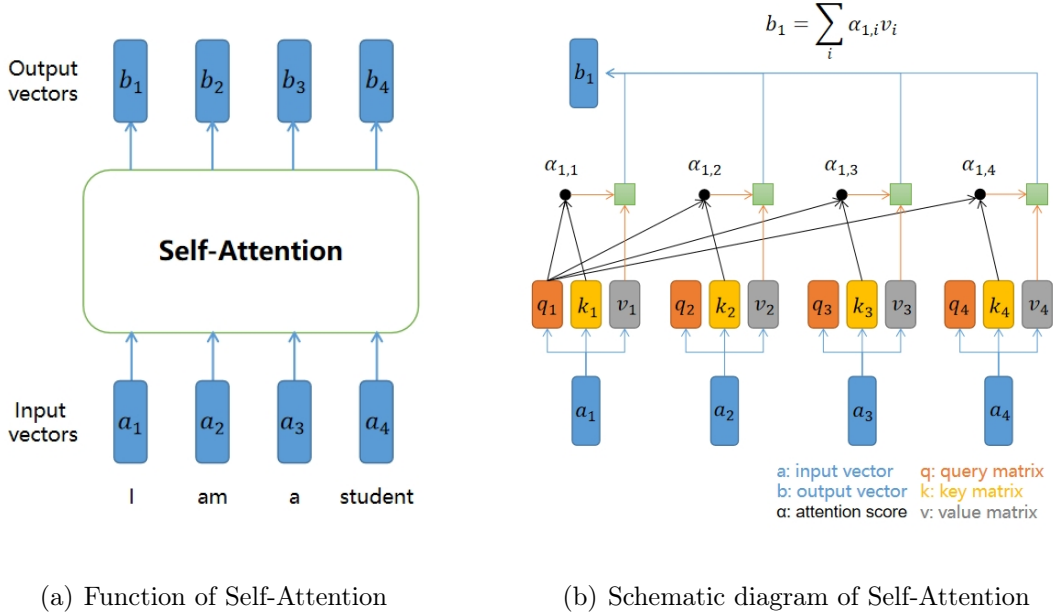 Output
vectors
b₁ b₂ b₃ b₄
Self-Attention
Input
vectors
a₁ a₂ a₃ a₄
I am a student
(a) Function of Self-Attention
b₁ = ∑ᵢ α₁,ᵢvᵢ
b₁
α₁,₁ α₁,₂ α₁,₃ α₁,₄
q₁ k₁ v₁ q₂ k₂ v₂ q₃ k₃ v₃ q₄ k₄ v₄
a₁ a₂ a₃ a₄
a: input vector q: query matrix
b: output vector k: key matrix
α: attention score v: value matrix
(b) Schematic diagram of Self-Attention